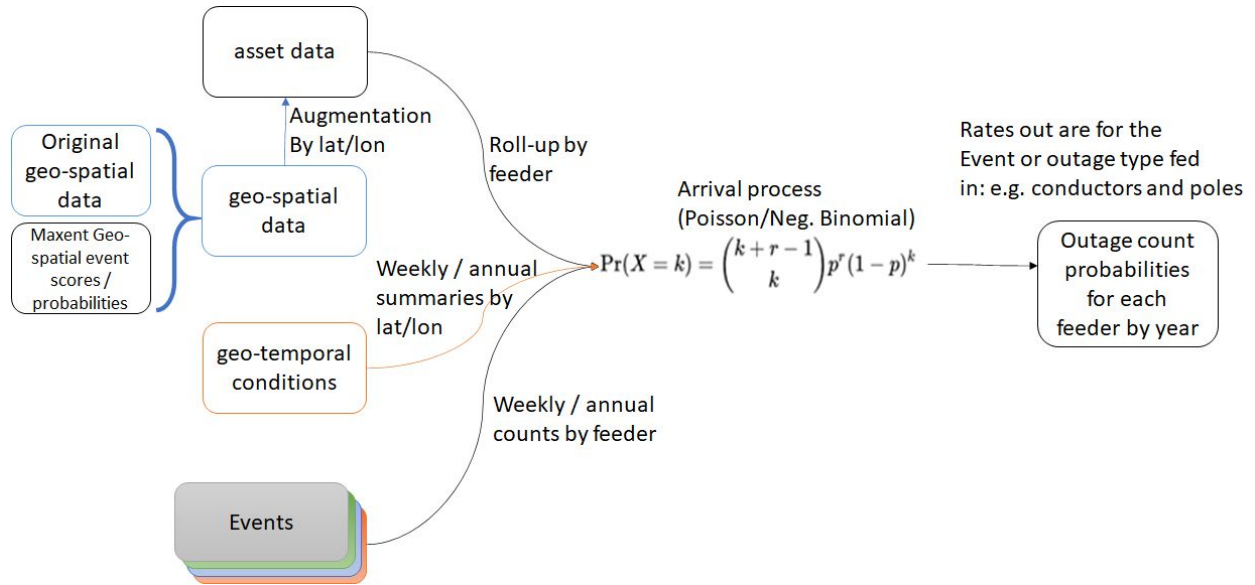 asset data
Augmentation
By lat/lon
Original
geo-spatial
data
Maxent Geo-
spatial event
scores /
probabilities
geo-spatial
data
Roll-up by
feeder
Weekly / annual
summaries by
lat/lon
geo-temporal
conditions
Weekly / annual
counts by feeder
Events
Arrival process
(Poisson/Neg. Binomial)
Pr(X = k) = (k + r − 1
k) p^r (1 − p)^k
Rates out are for the
Event or outage type fed
in: e.g. conductors and poles
Outage count
probabilities
for each
feeder by year